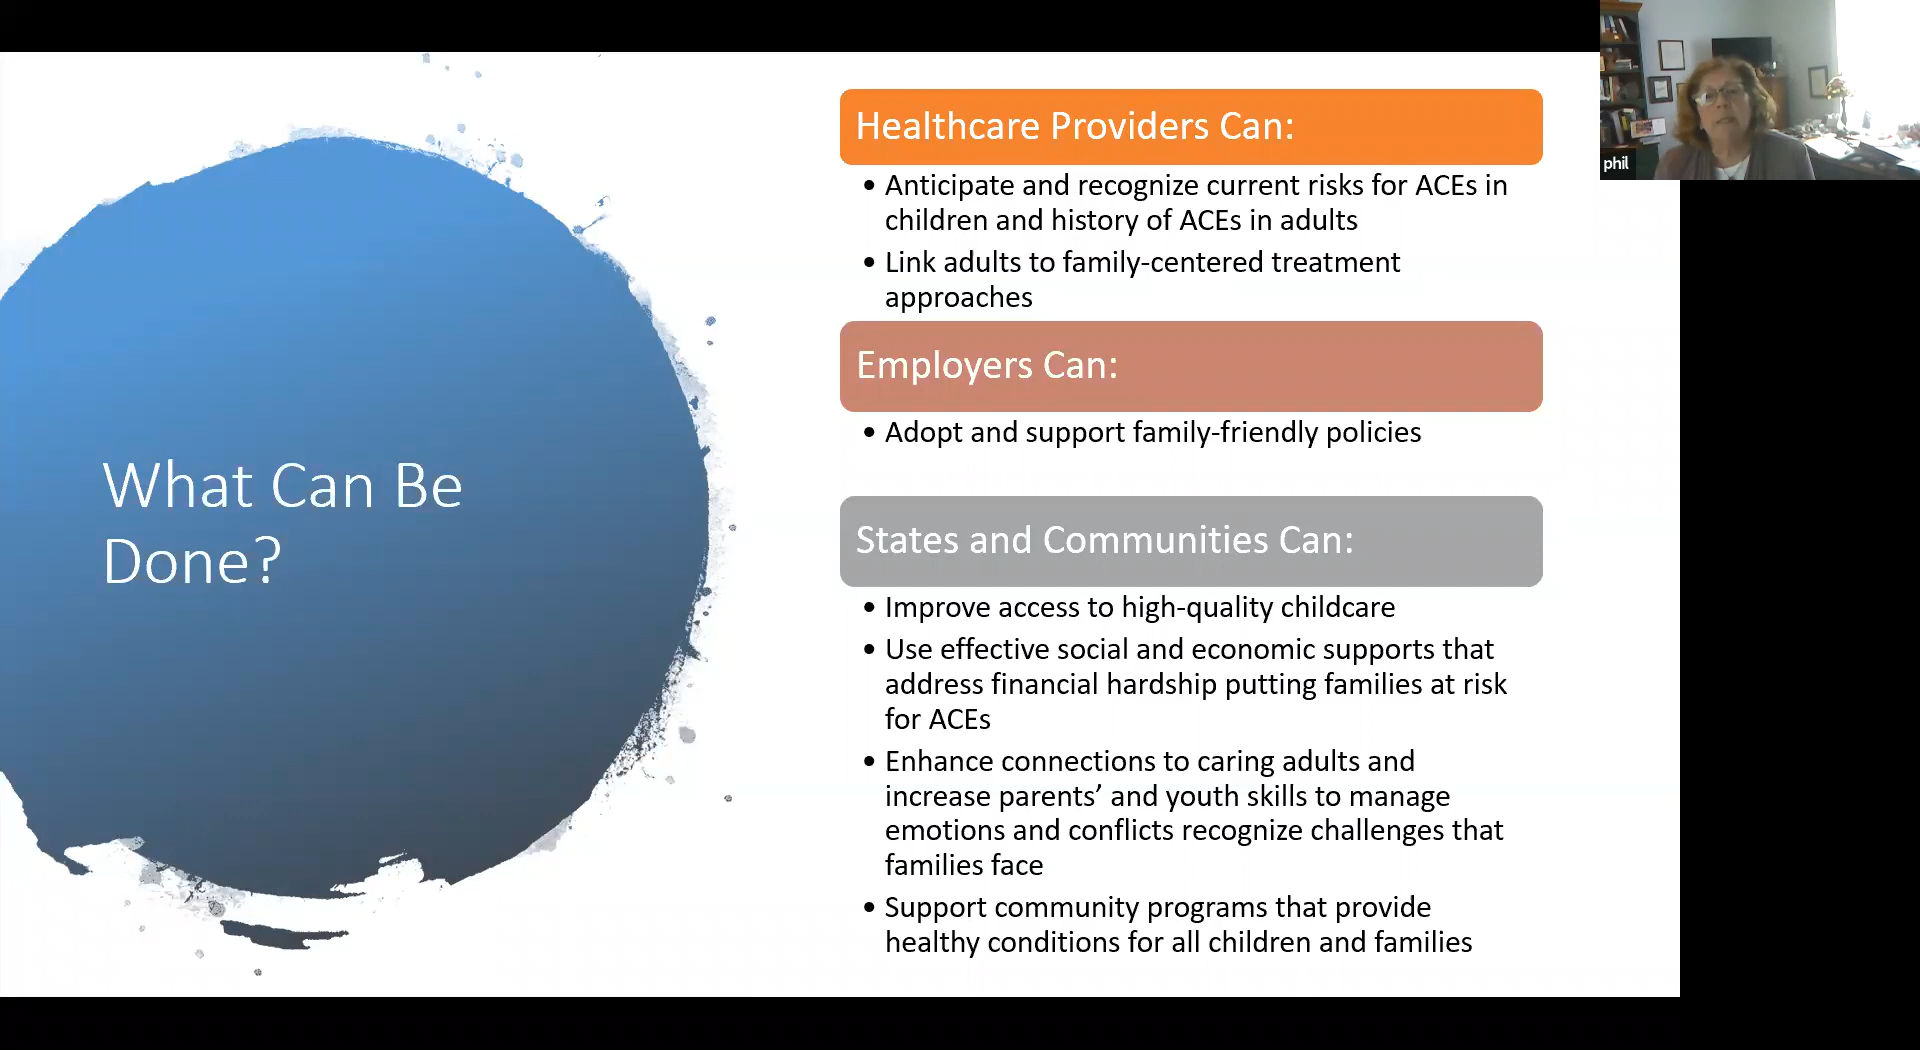 What Can Be
Done?
Healthcare Providers Can:
• Anticipate and recognize current risks for ACEs in
children and history of ACEs in adults
• Link adults to family-centered treatment
approaches
Employers Can:
• Adopt and support family-friendly policies
States and Communities Can:
• Improve access to high-quality childcare
• Use effective social and economic supports that
address financial hardship putting families at risk
for ACEs
• Enhance connections to caring adults and
increase parents’ and youth skills to manage
emotions and conflicts recognize challenges that
families face
• Support community programs that provide
healthy conditions for all children and families
phil